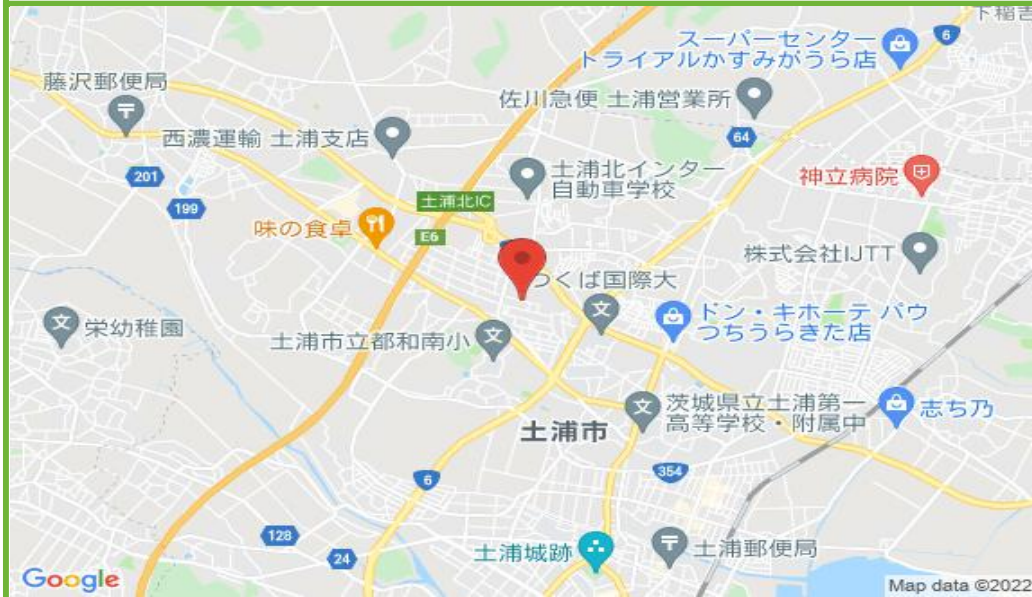 下稲吉
6
スーパーセンター
トライアルかすみがうら店
藤沢郵便局
佐川急便 土浦営業所
西濃運輸 土浦支店
64
土浦北インター
自動車学校
神立病院
201
土浦北IC
199
味の食卓
E6
株式会社IJTT
つくば国際大
ドン・キホーテ パウ
つちうらきた店
栄幼稚園
土浦市立都和南小
茨城県立土浦第一
高等学校・附属中
志ち乃
土浦市
354
6
128
24
土浦城跡
土浦郵便局
Google
Map data ©2022